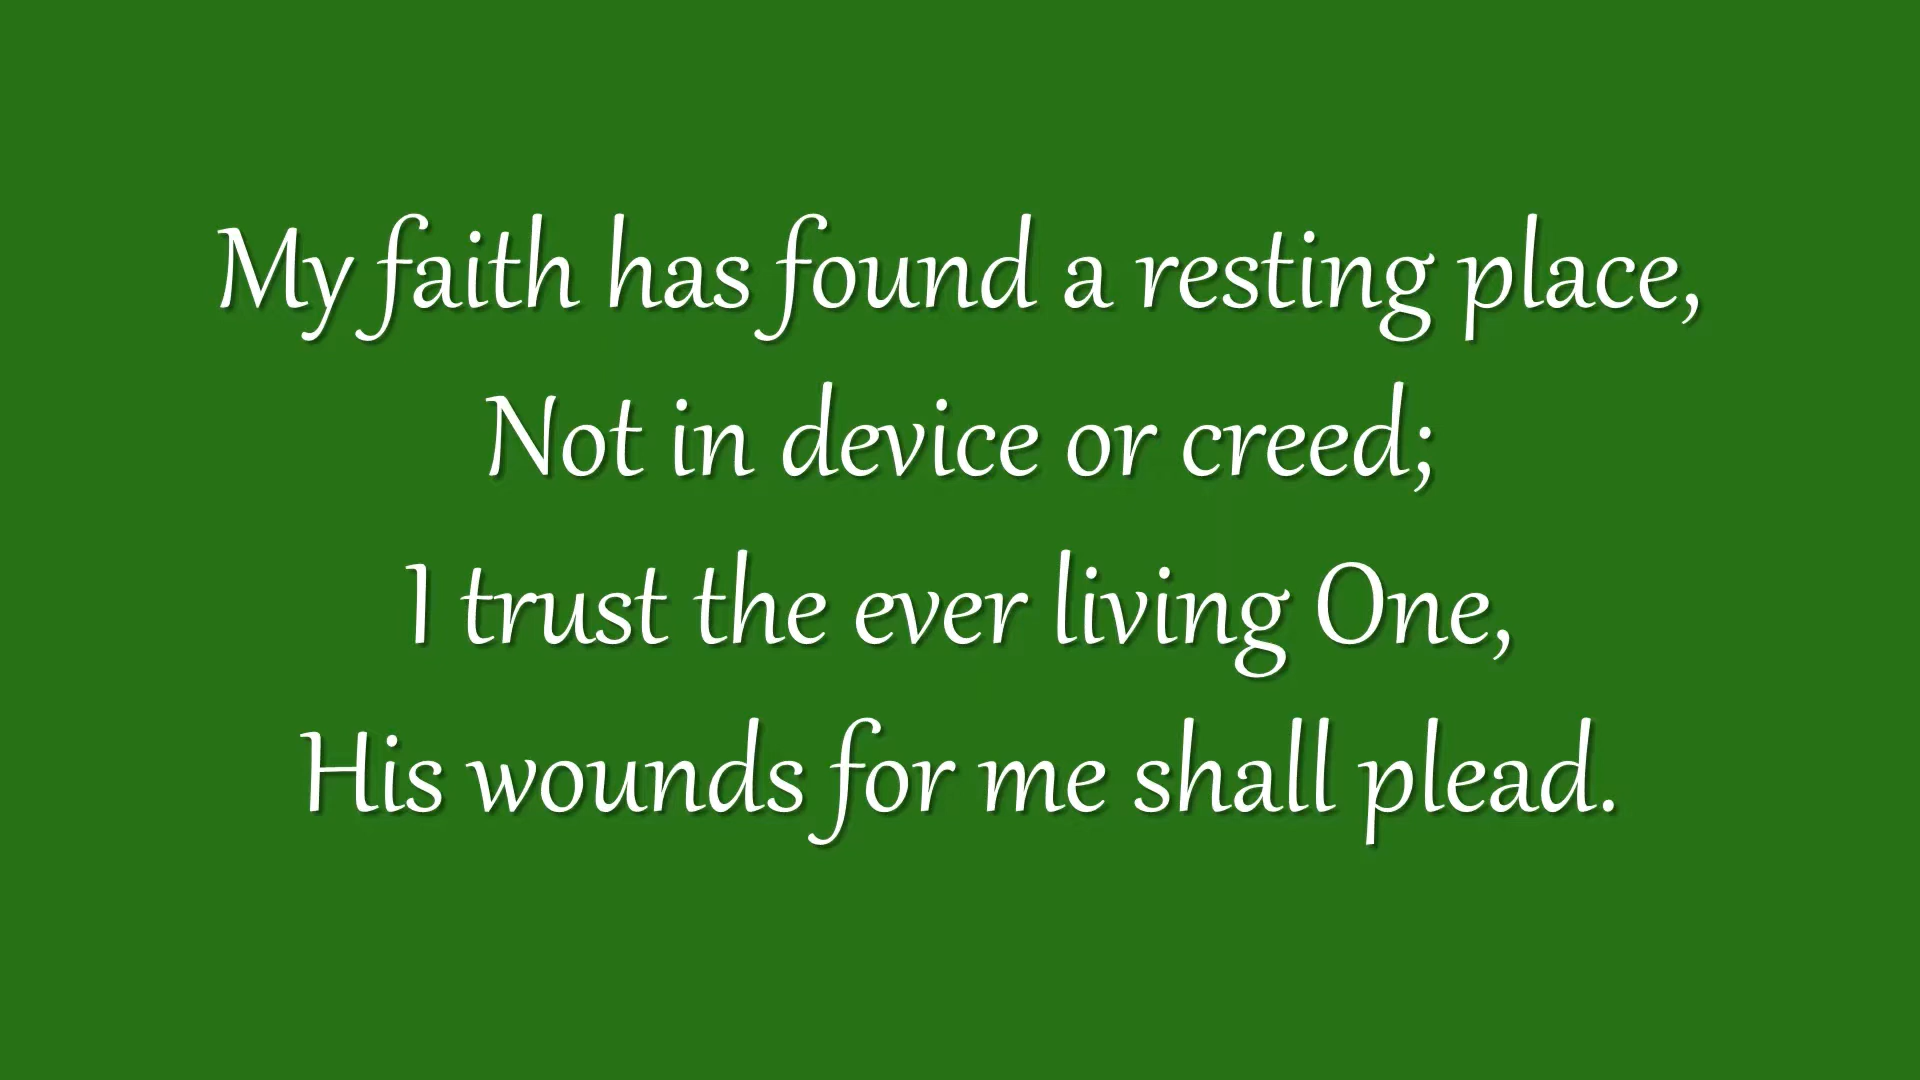 My faith has found a resting place,
Not in device or creed;
I trust the ever living One,
His wounds for me shall plead.